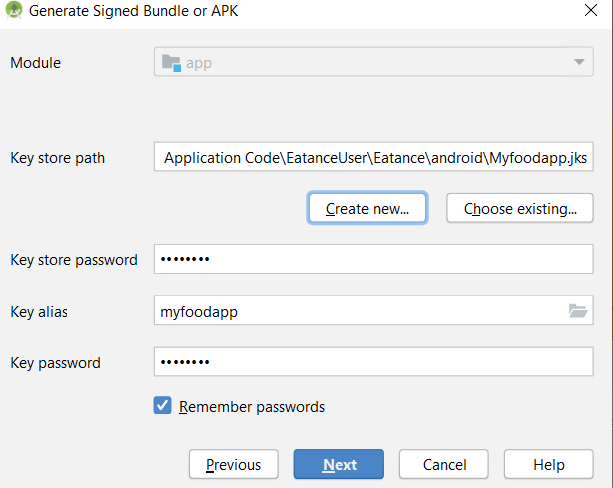 Generate Signed Bundle or APK
Module
app
Key store path
Application Code\EatanceUser\Eatance\android\Myfoodapp.jks
Create new...
Choose existing...
Key store password
••••••••
Key alias
myfoodapp
Key password
••••••••
Remember passwords
Previous
Next
Cancel
Help